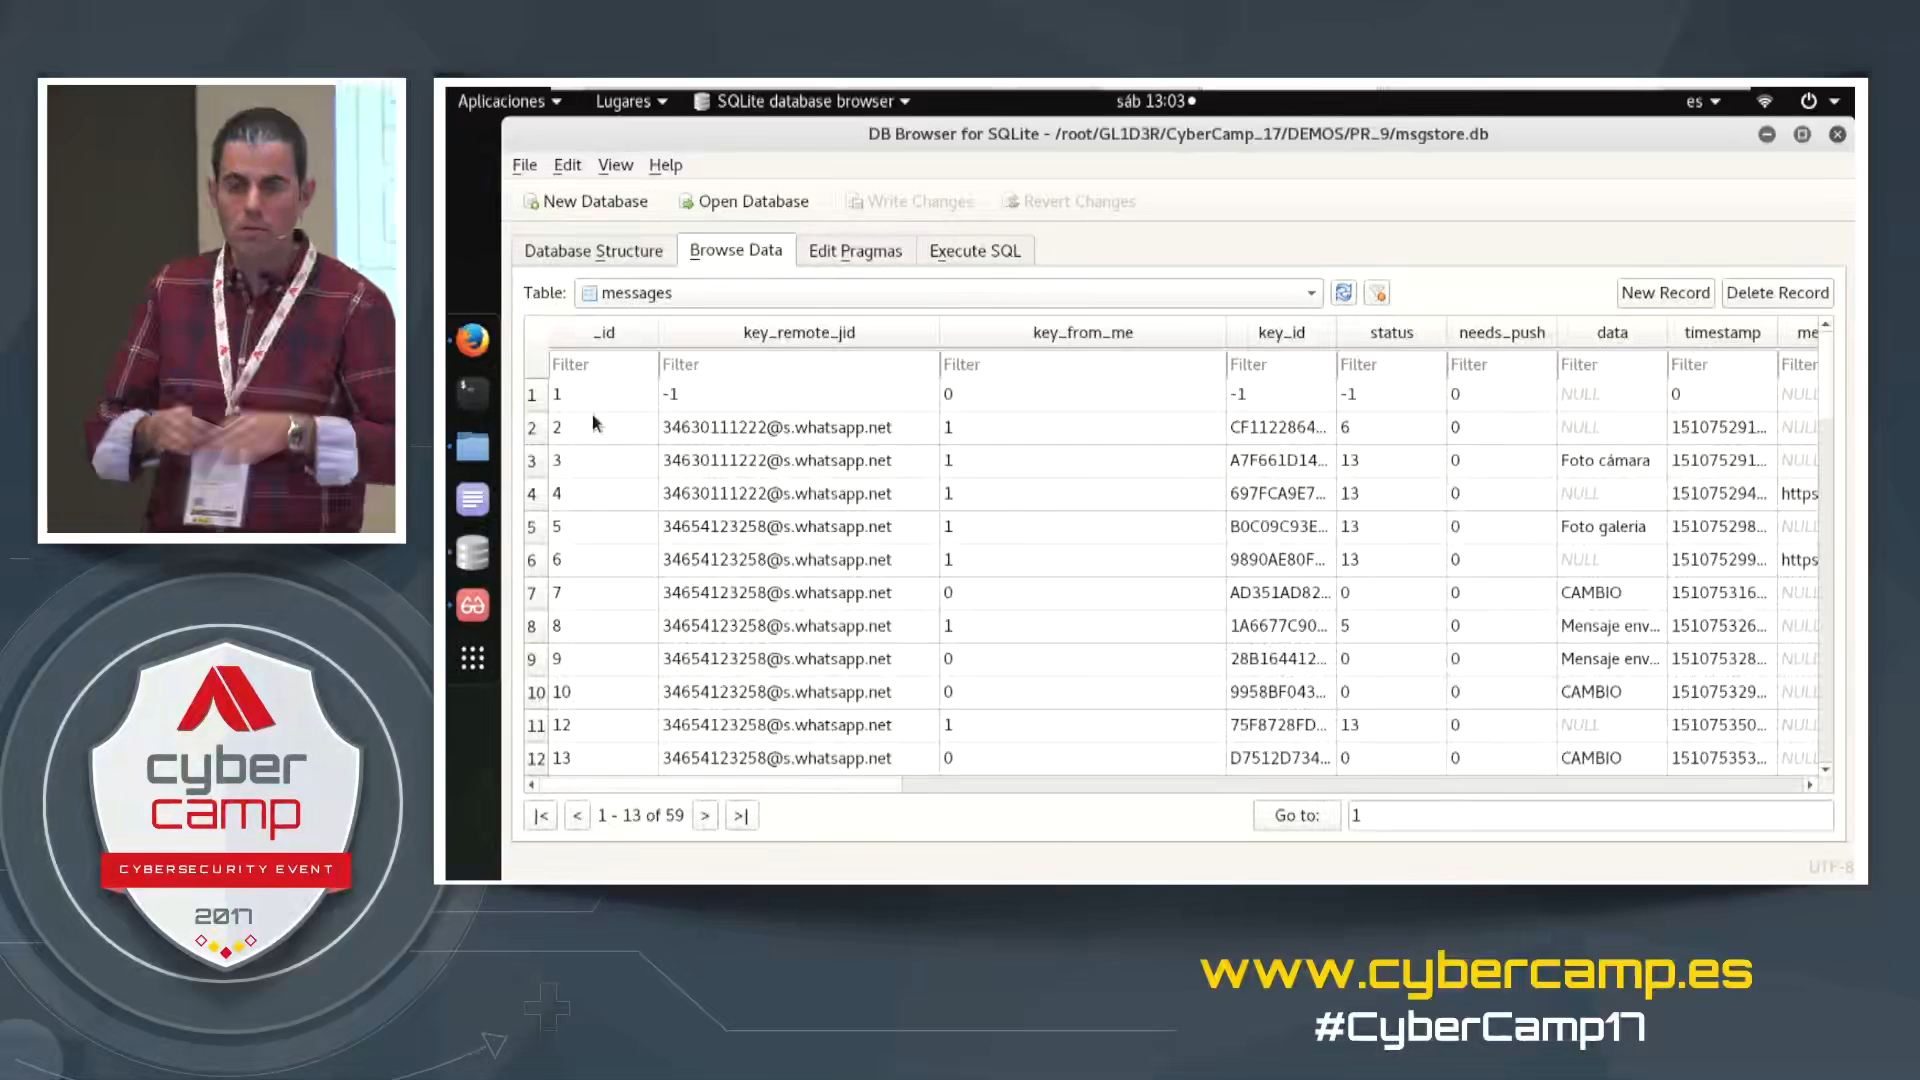 Aplicaciones Lugares SQLite database browser sáb 13:03 es
DB Browser for SQLite - /root/GL1D3R/CyberCamp_17/DEMOS/PR_9/msgstore.db
File Edit View Help
New Database Open Database Write Changes Revert Changes
Database Structure Browse Data Edit Pragmas Execute SQL
Table: messages New Record Delete Record
_id key_remote_jid key_from_me key_id status needs_push data timestamp me
Filter Filter Filter Filter Filter Filter Filter Filter Filter
1 1 -1 0 -1 -1 0 NULL 0 NULL
2 2 34630111222@s.whatsapp.net 1 CF1122864... 6 0 NULL 151075291... NULL
3 3 34630111222@s.whatsapp.net 1 A7F661D14... 13 0 Foto cámara 151075291... NULL
4 4 34630111222@s.whatsapp.net 1 697FCA9E7... 13 0 NULL 151075294... https
5 5 34654123258@s.whatsapp.net 1 B0C09C93E... 13 0 Foto galeria 151075298... NULL
6 6 34654123258@s.whatsapp.net 1 9890AE80F... 13 0 NULL 151075299... https
7 7 34654123258@s.whatsapp.net 0 AD351AD82... 0 0 CAMBIO 151075316... NULL
8 8 34654123258@s.whatsapp.net 1 1A6677C90... 5 0 Mensaje env... 151075326... NULL
9 9 34654123258@s.whatsapp.net 0 28B164412... 0 0 Mensaje env... 151075328... NULL
10 10 34654123258@s.whatsapp.net 0 9958BF043... 0 0 CAMBIO 151075329... NULL
11 12 34654123258@s.whatsapp.net 1 75F8728FD... 13 0 NULL 151075350... NULL
12 13 34654123258@s.whatsapp.net 0 D7512D734... 0 0 CAMBIO 151075353... NULL
|< < 1 - 13 of 59 > >| Go to: 1
UTF-8
cyber
camp
CYBERSECURITY EVENT
2017
www.cybercamp.es
#CyberCamp17